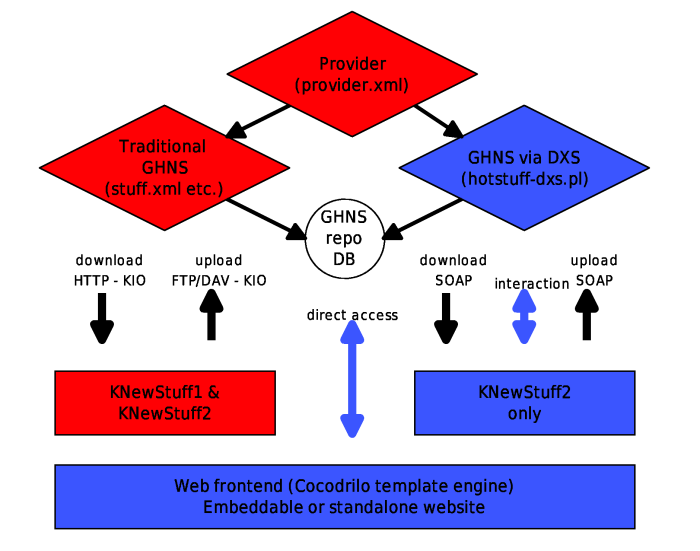 Provider
(provider.xml)
Traditional
GHNS
(stuff.xml etc.)
GHNS via DXS
(hotstuff-dxs.pl)
GHNS
repo
DB
download
HTTP - KIO
upload
FTP/DAV - KIO
download
SOAP
interaction
upload
SOAP
direct access
KNewStuff1 &
KNewStuff2
KNewStuff2
only
Web frontend (Cocodrilo template engine)
Embeddable or standalone website